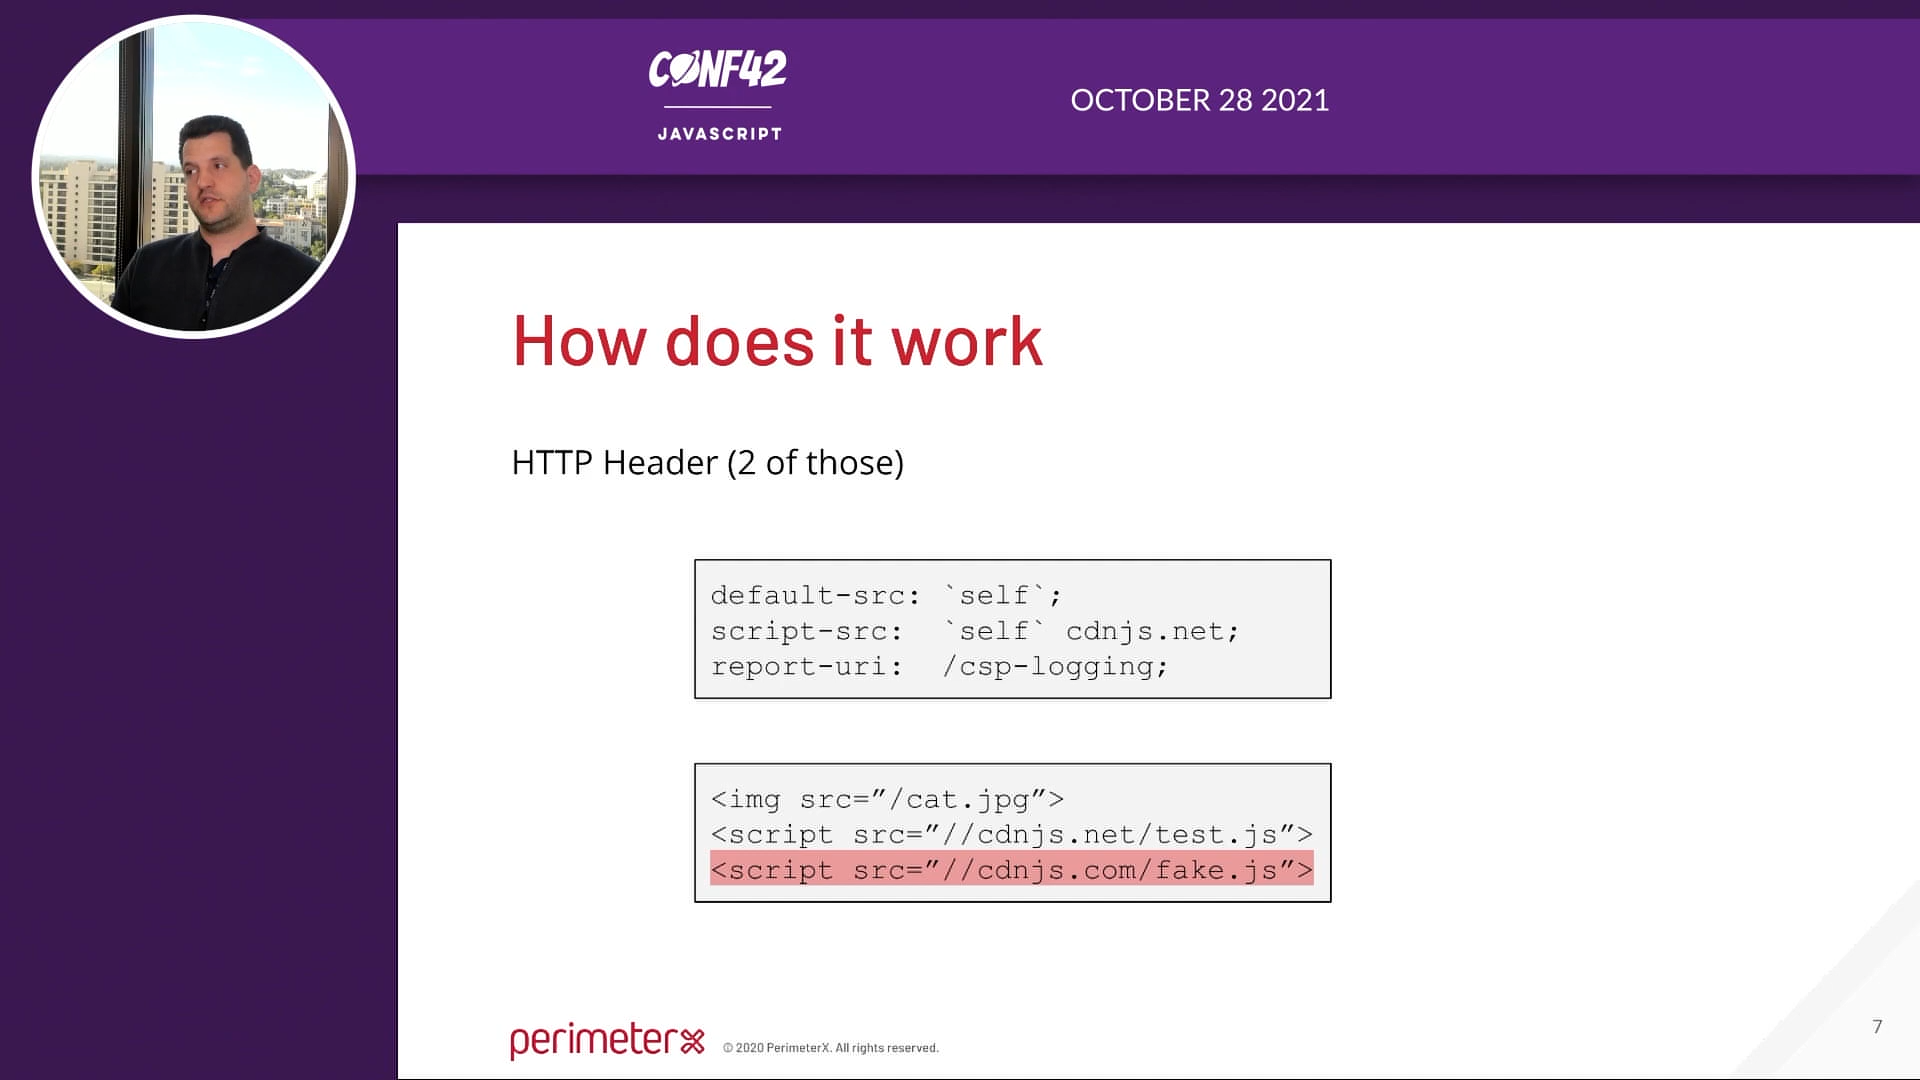 CONF42
JAVASCRIPT
OCTOBER 28 2021
How does it work
HTTP Header (2 of those)
default-src: `self`;
script-src: `self` cdnjs.net;
report-uri: /csp-logging;
<img src=”/cat.jpg”>
<script src=”//cdnjs.net/test.js”>
<script src=”//cdnjs.com/fake.js”>
perimeterx
© 2020 PerimeterX. All rights reserved.
7